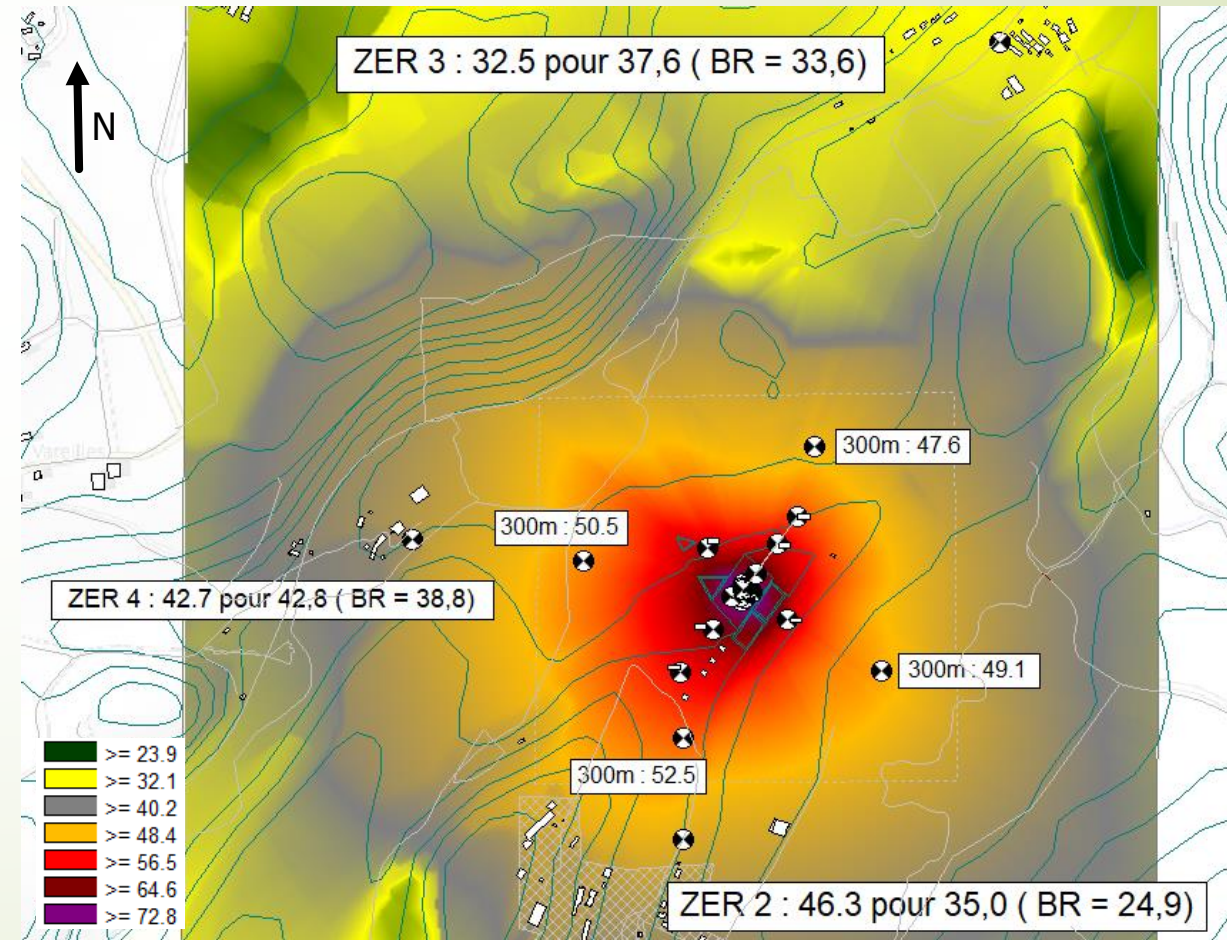 ZER 3 : 32.5 pour 37,6 ( BR = 33,6)
N
300m : 47.6
Vareilles
300m : 50.5
ZER 4 : 42.7 pour 42,8 ( BR = 38,8)
300m : 49.1
300m : 52.5
>= 23.9
>= 32.1
>= 40.2
>= 48.4
>= 56.5
>= 64.6
>= 72.8
ZER 2 : 46.3 pour 35,0 ( BR = 24,9)